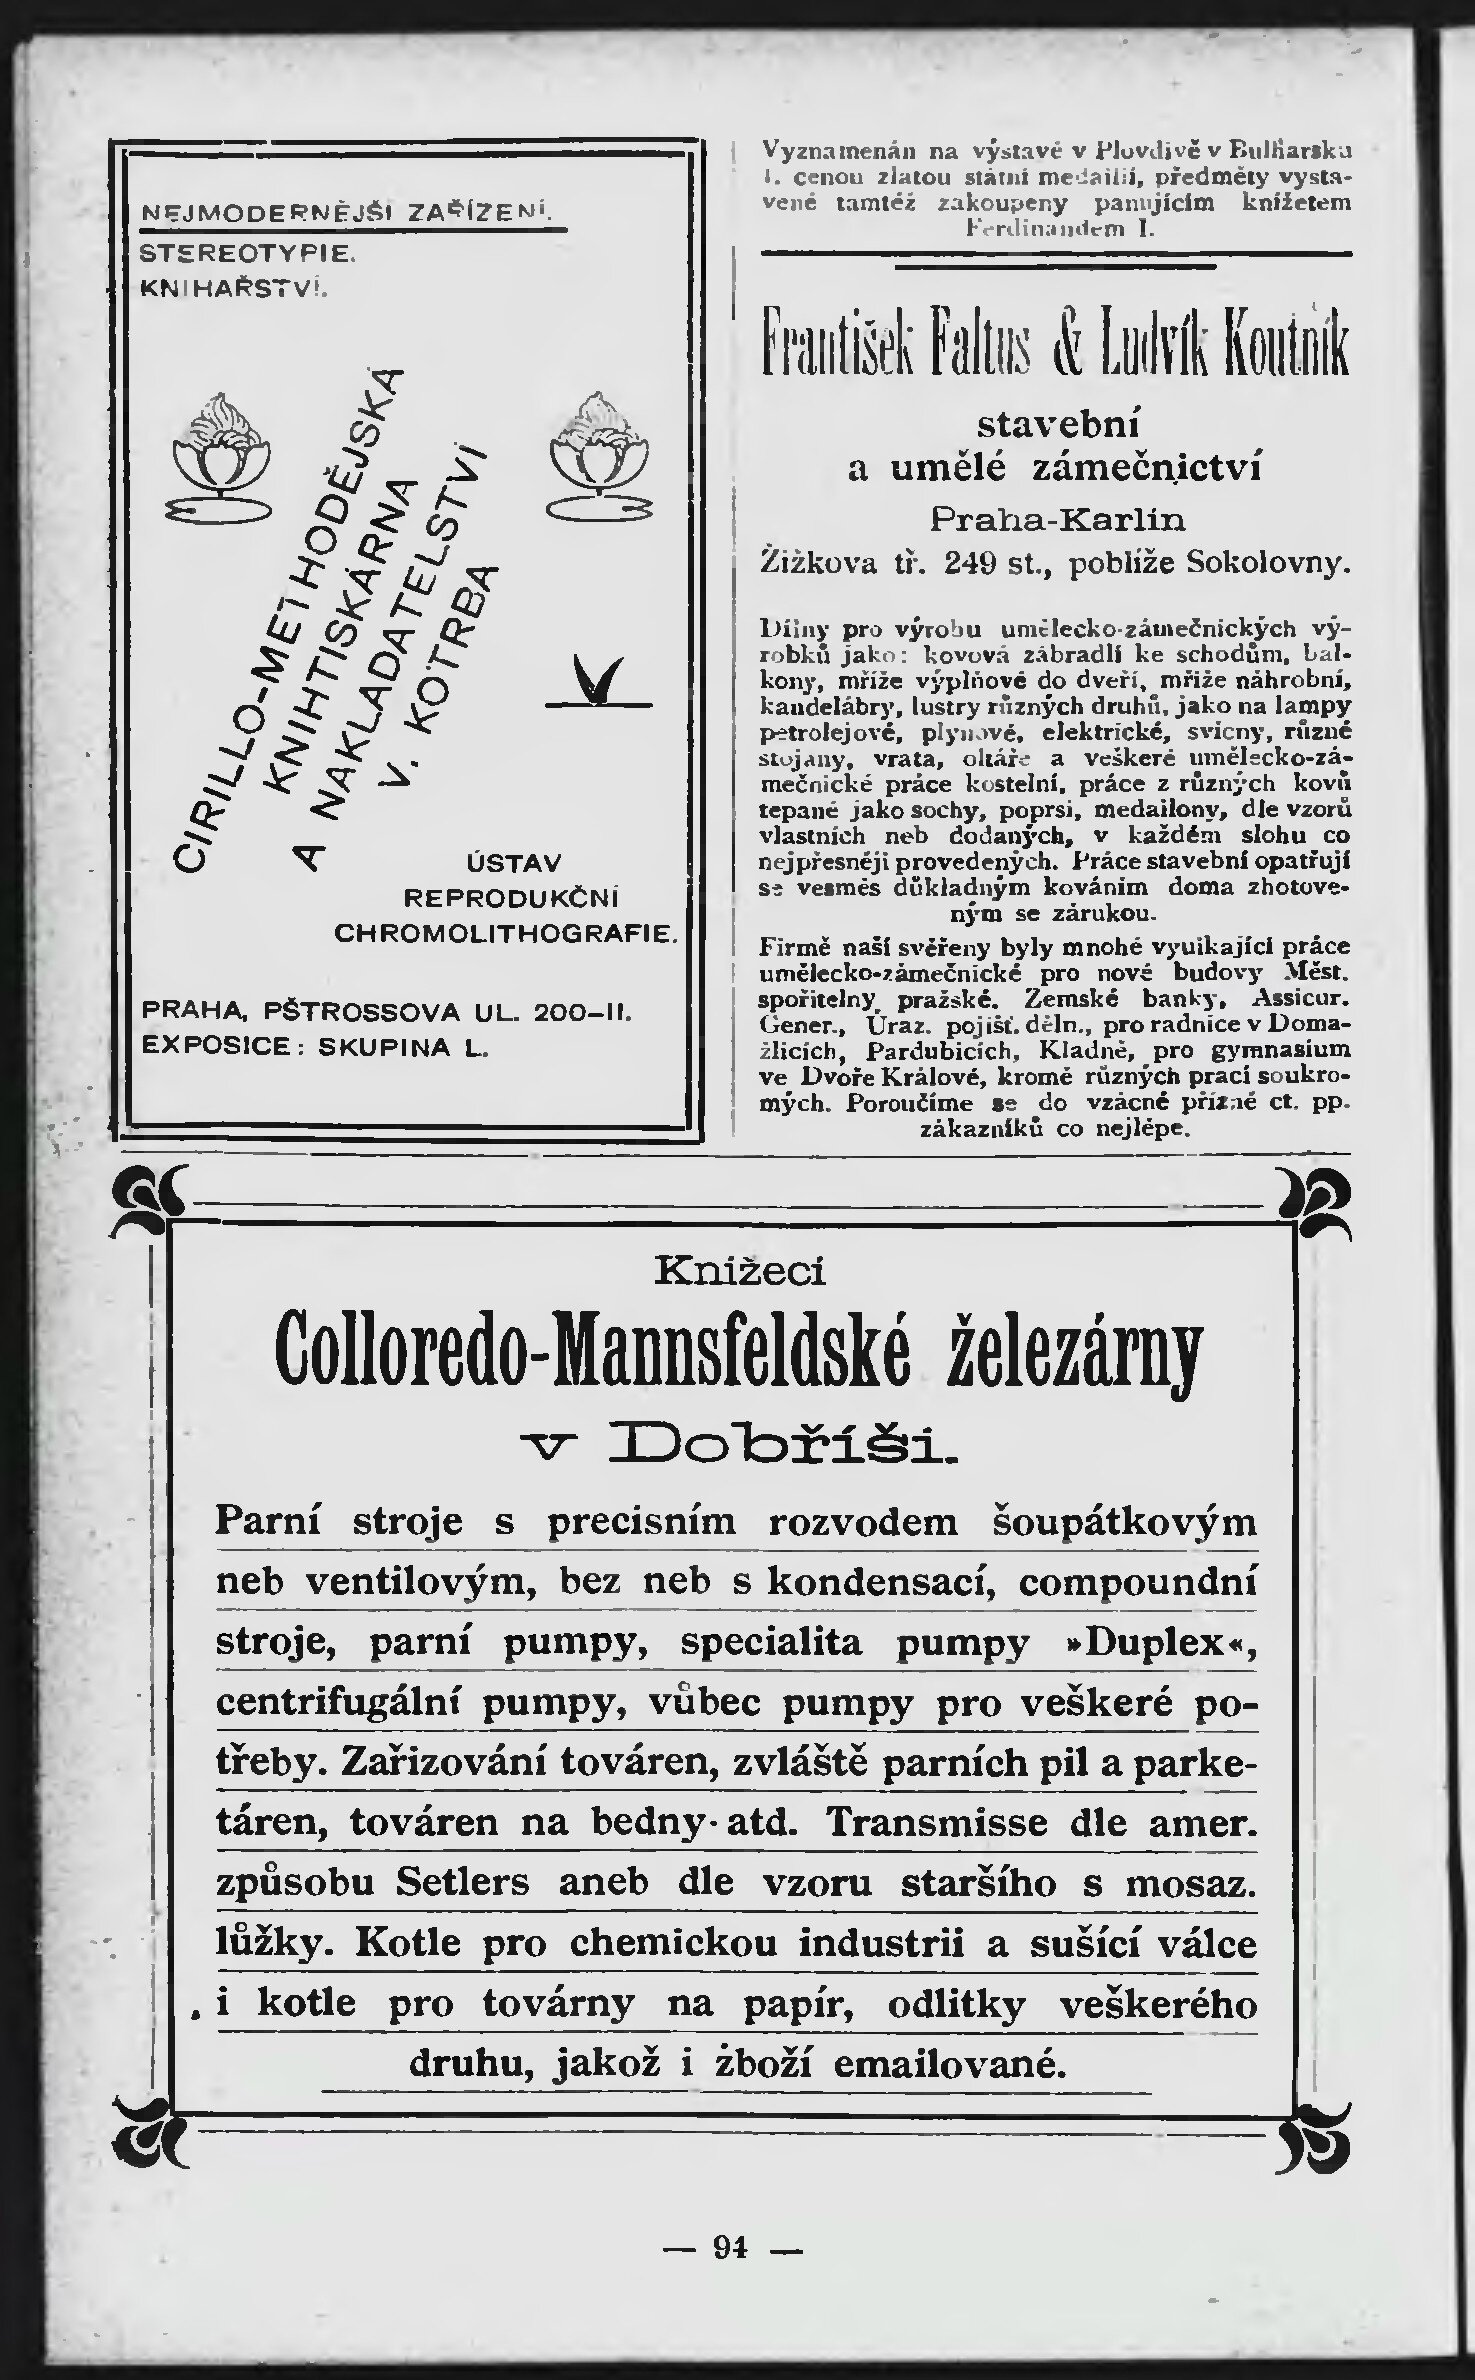 NEJMODERNĚJŠÍ ZAŘÍZENÍ.
STEREOTYPIE.
KNIHAŘSTVÍ.
CIRILLO-METHODĚJSKÁ
KNIHTISKÁRNA
A NAKLADATELSTVÍ
V. KOTRBA
ÚSTAV
REPRODUKČNÍ
CHROMOLITHOGRAFIE.
PRAHA, PŠTROSSOVA UL. 200-II.
EXPOSICE: SKUPINA L.
Vyznamenán na výstavě v Plovdivě v Bulharsku
I. cenou zlatou státní medailií, předměty vysta-
vené tamtéž zakoupeny panujícím knížetem
Ferdinandem I.
František Faltus & Ludvík Koutník
stavební
a umělé zámečnictví
Praha-Karlín
Žižkova tř. 249 st., poblíže Sokolovny.
Dílny pro výrobu umělecko-zámečnických vý-
robků jako: kovová zábradlí ke schodům, bal-
kony, mříže výplňové do dveří, mříže náhrobní,
kandelábry, lustry různých druhů, jako na lampy
petrolejové, plynové, elektrické, svícny, různé
stojany, vrata, oltáře a veškeré umělecko-zá-
mečnické práce kostelní, práce z různých kovů
tepané jako sochy, poprsí, medailony, dle vzorů
vlastních neb dodaných, v každém slohu co
nejpřesněji provedených. Práce stavební opatřují
se vesměs důkladným kováním doma zhotove-
ným se zárukou.
Firmě naší svěřeny byly mnohé vynikající práce
umělecko-zámečnické pro nové budovy Měst.
spořitelny pražské, Zemské banky, Assicur.
Gener., Úraz. pojišť. děln., pro radnice v Doma-
žlicích, Pardubicích, Kladně, pro gymnasium
ve Dvoře Králové, kromě různých prací soukro-
mých. Poroučíme se do vzácné přízně ct. pp.
zákazníků co nejlépe.
Knížecí
Colloredo-Mannsfeldské železárny
v Dobříši.
Parní stroje s precisním rozvodem šoupátkovým
neb ventilovým, bez neb s kondensací, compoundní
stroje, parní pumpy, specialita pumpy »Duplex«,
centrifugální pumpy, vůbec pumpy pro veškeré po-
třeby. Zařizování továren, zvláště parních pil a parke-
táren, továren na bedny atd. Transmisse dle amer.
způsobu Setlers aneb dle vzoru staršího s mosaz.
lůžky. Kotle pro chemickou industrii a sušící válce
i kotle pro továrny na papír, odlitky veškerého
druhu, jakož i zboží emailované.
— 94 —